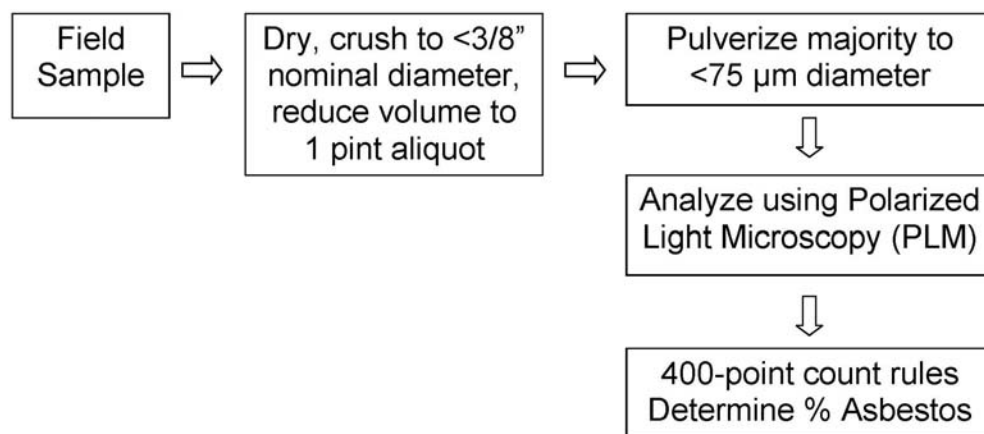 Field
Sample
Dry, crush to <3/8”
nominal diameter,
reduce volume to
1 pint aliquot
Pulverize majority to
<75 µm diameter
Analyze using Polarized
Light Microscopy (PLM)
400-point count rules
Determine % Asbestos